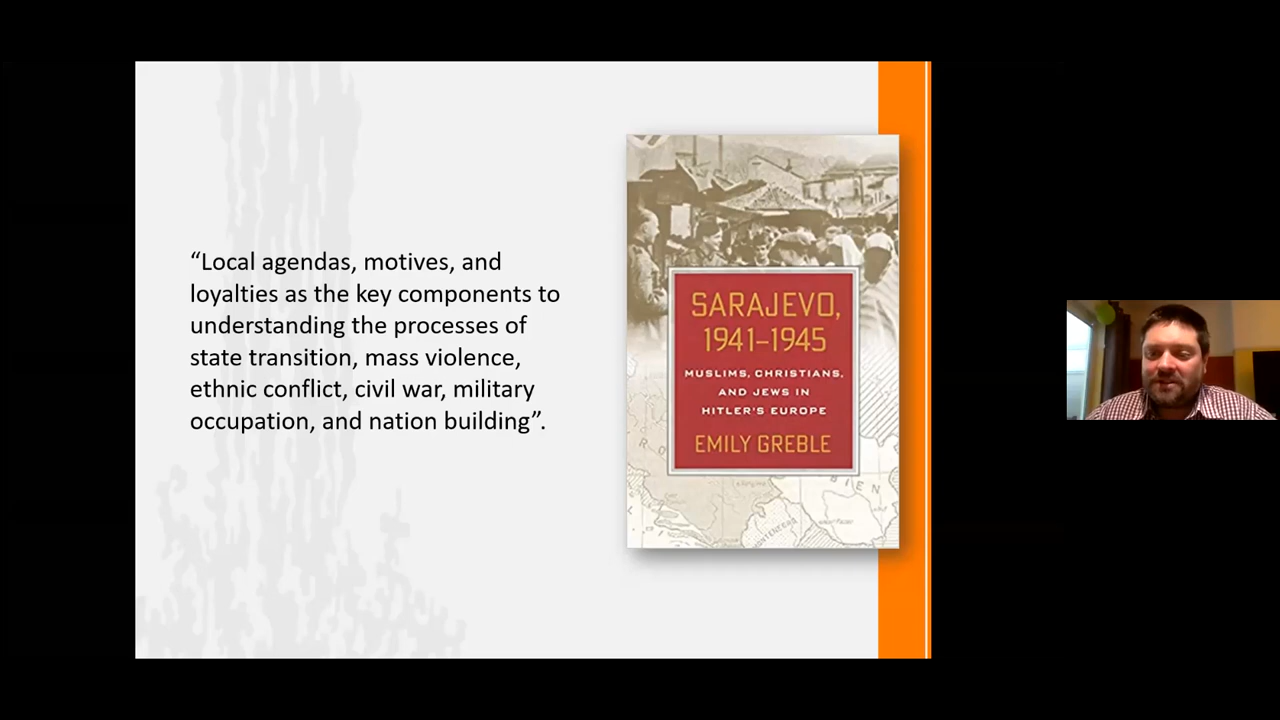 “Local agendas, motives, and
loyalties as the key components to
understanding the processes of
state transition, mass violence,
ethnic conflict, civil war, military
occupation, and nation building”.
SARAJEVO,
1941–1945
MUSLIMS, CHRISTIANS,
AND JEWS IN
HITLER'S EUROPE
EMILY GREBLE
BIEN
MONTENEGRO